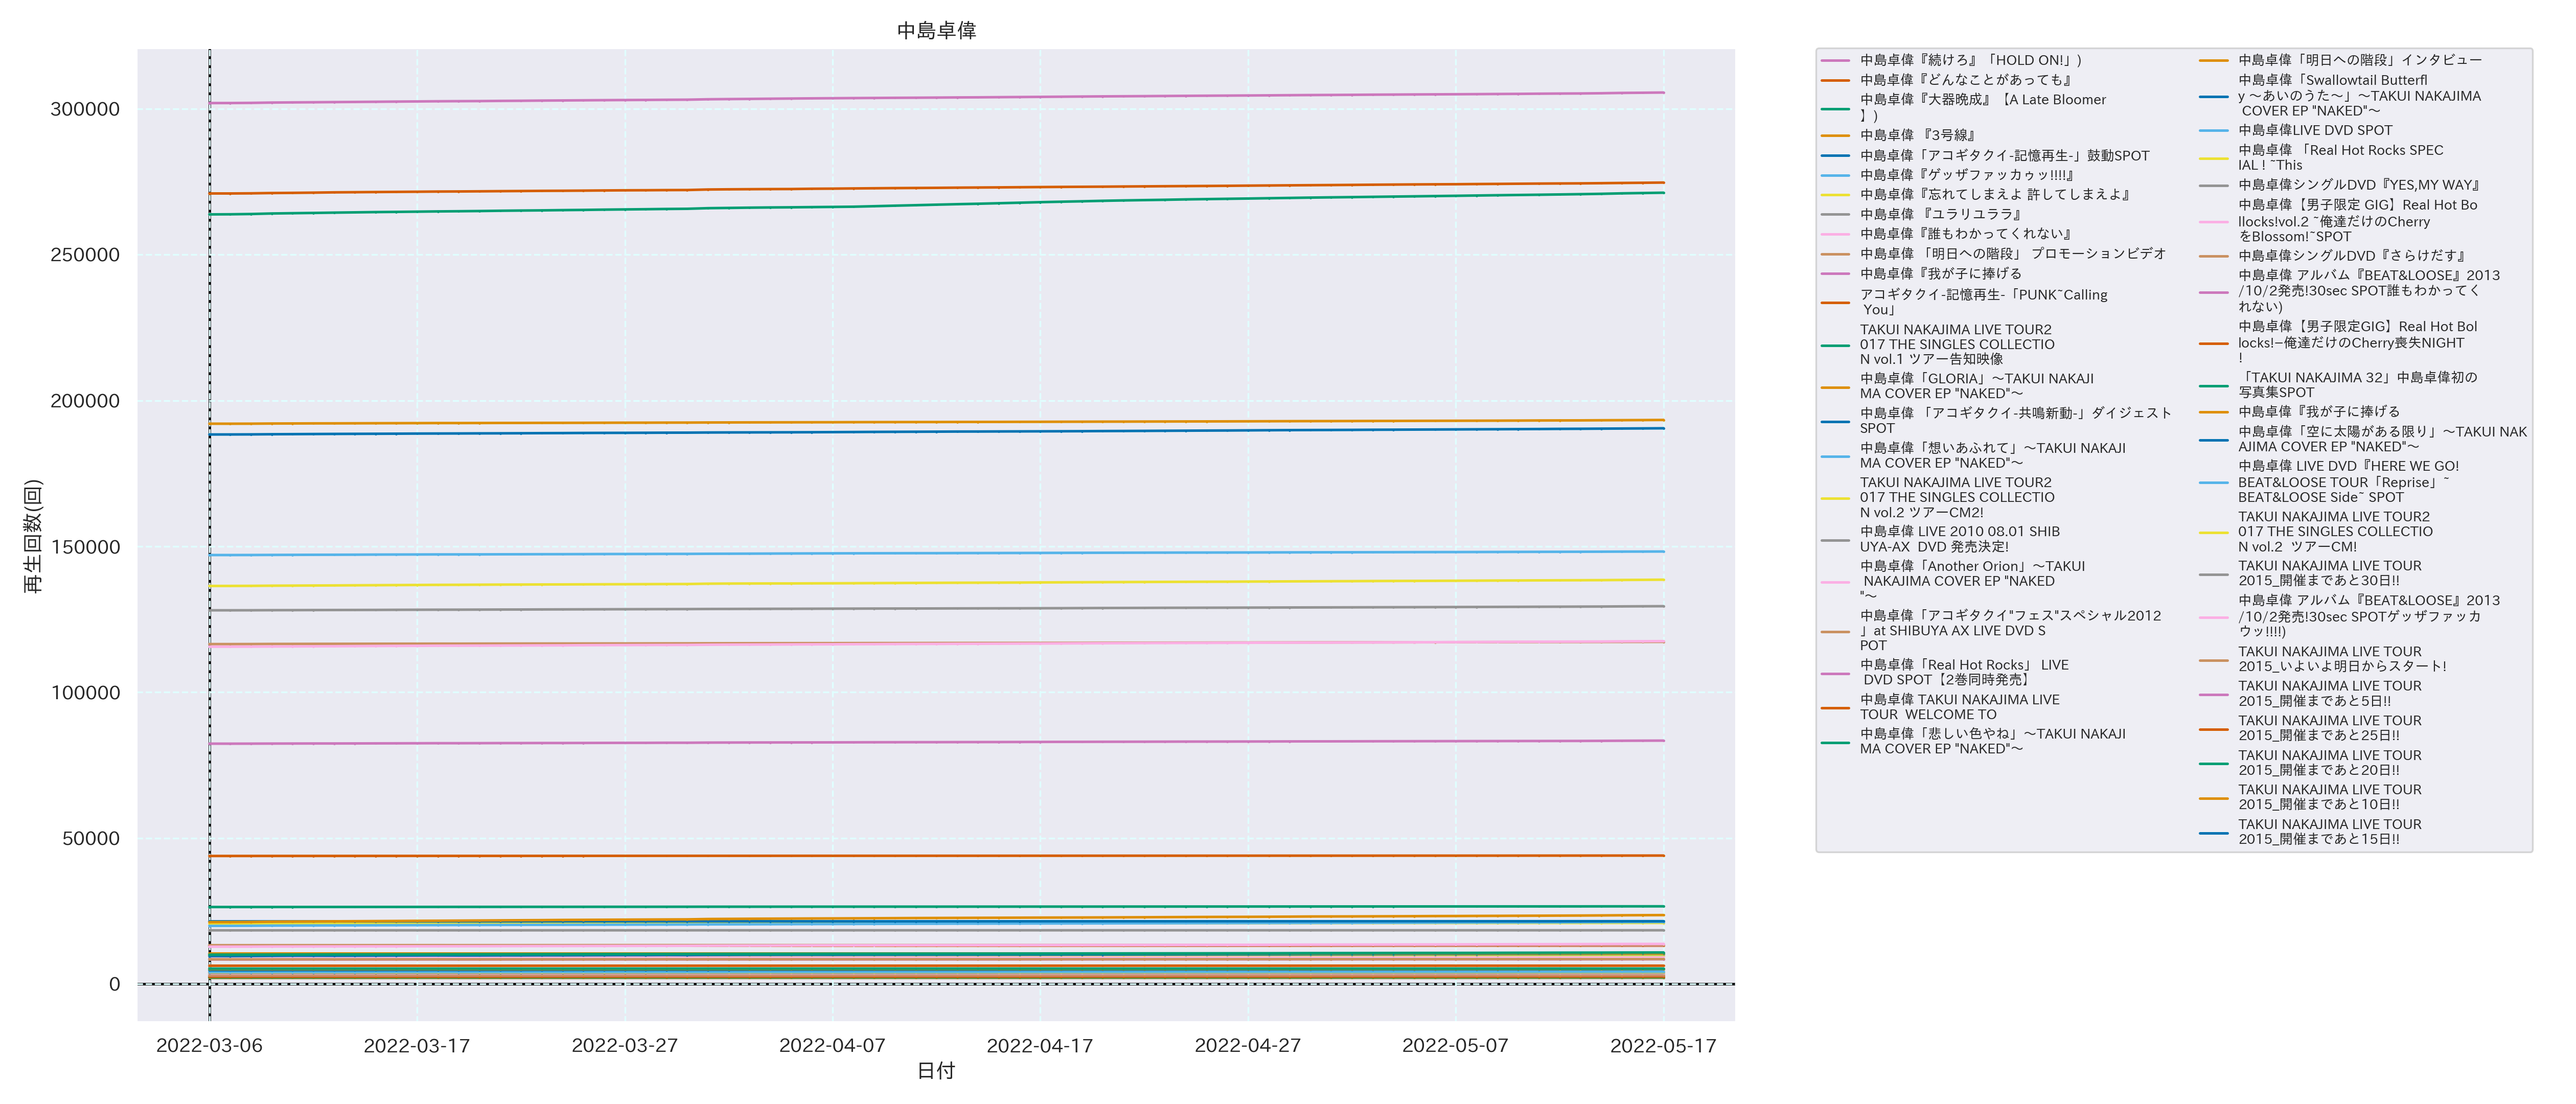 中島卓偉
300000
250000
200000
150000
100000
50000
0
再生回数(回)
2022-03-06
2022-03-17
2022-03-27
2022-04-07
2022-04-17
2022-04-27
2022-05-07
2022-05-17
日付
中島卓偉『続けろ』「HOLD ON!」)
中島卓偉『どんなことがあっても』
中島卓偉『大器晩成』【A Late Bloomer
】)
中島卓偉 『3号線』
中島卓偉「アコギタクイ-記憶再生-」鼓動SPOT
中島卓偉『ゲッザファッカゥッ!!!!』
中島卓偉『忘れてしまえよ 許してしまえよ』
中島卓偉 『ユラリユララ』
中島卓偉『誰もわかってくれない』
中島卓偉 「明日への階段」 プロモーションビデオ
中島卓偉『我が子に捧げる
アコギタクイ-記憶再生-「PUNK~Calling
You」
TAKUI NAKAJIMA LIVE TOUR2
017 THE SINGLES COLLECTIO
N vol.1 ツアー告知映像
中島卓偉「GLORIA」～TAKUI NAKAJI
MA COVER EP "NAKED"～
中島卓偉 「アコギタクイ-共鳴新動-」ダイジェスト
SPOT
中島卓偉「想いあふれて」～TAKUI NAKAJI
MA COVER EP "NAKED"～
TAKUI NAKAJIMA LIVE TOUR2
017 THE SINGLES COLLECTIO
N vol.2 ツアーCM2!
中島卓偉 LIVE 2010 08.01 SHIB
UYA-AX  DVD 発売決定!
中島卓偉「Another Orion」～TAKUI
NAKAJIMA COVER EP "NAKED
"～
中島卓偉「アコギタクイ"フェス"スペシャル2012
」at SHIBUYA AX LIVE DVD S
POT
中島卓偉「Real Hot Rocks」 LIVE
DVD SPOT【2巻同時発売】
中島卓偉 TAKUI NAKAJIMA LIVE
TOUR  WELCOME TO
中島卓偉「悲しい色やね」～TAKUI NAKAJI
MA COVER EP "NAKED"～
中島卓偉「明日への階段」インタビュー
中島卓偉「Swallowtail Butterfl
y ～あいのうた～」～TAKUI NAKAJIMA
COVER EP "NAKED"～
中島卓偉LIVE DVD SPOT
中島卓偉 「Real Hot Rocks SPEC
IAL ! ~This
中島卓偉シングルDVD『YES,MY WAY』
中島卓偉【男子限定 GIG】Real Hot Bo
llocks!vol.2 ~俺達だけのCherry
をBlossom!~SPOT
中島卓偉シングルDVD『さらけだす』
中島卓偉 アルバム『BEAT&LOOSE』2013
/10/2発売!30sec SPOT誰もわかってく
れない)
中島卓偉【男子限定GIG】Real Hot Bol
locks!−俺達だけのCherry喪失NIGHT
!
「TAKUI NAKAJIMA 32」中島卓偉初の
写真集SPOT
中島卓偉『我が子に捧げる
中島卓偉「空に太陽がある限り」～TAKUI NAK
AJIMA COVER EP "NAKED"～
中島卓偉 LIVE DVD『HERE WE GO!
BEAT&LOOSE TOUR「Reprise」~
BEAT&LOOSE Side~ SPOT
TAKUI NAKAJIMA LIVE TOUR2
017 THE SINGLES COLLECTIO
N vol.2  ツアーCM!
TAKUI NAKAJIMA LIVE TOUR
2015_開催まであと30日!!
中島卓偉 アルバム『BEAT&LOOSE』2013
/10/2発売!30sec SPOTゲッザファッカ
ウッ!!!!)
TAKUI NAKAJIMA LIVE TOUR
2015_いよいよ明日からスタート!
TAKUI NAKAJIMA LIVE TOUR
2015_開催まであと5日!!
TAKUI NAKAJIMA LIVE TOUR
2015_開催まであと25日!!
TAKUI NAKAJIMA LIVE TOUR
2015_開催まであと20日!!
TAKUI NAKAJIMA LIVE TOUR
2015_開催まであと10日!!
TAKUI NAKAJIMA LIVE TOUR
2015_開催まであと15日!!